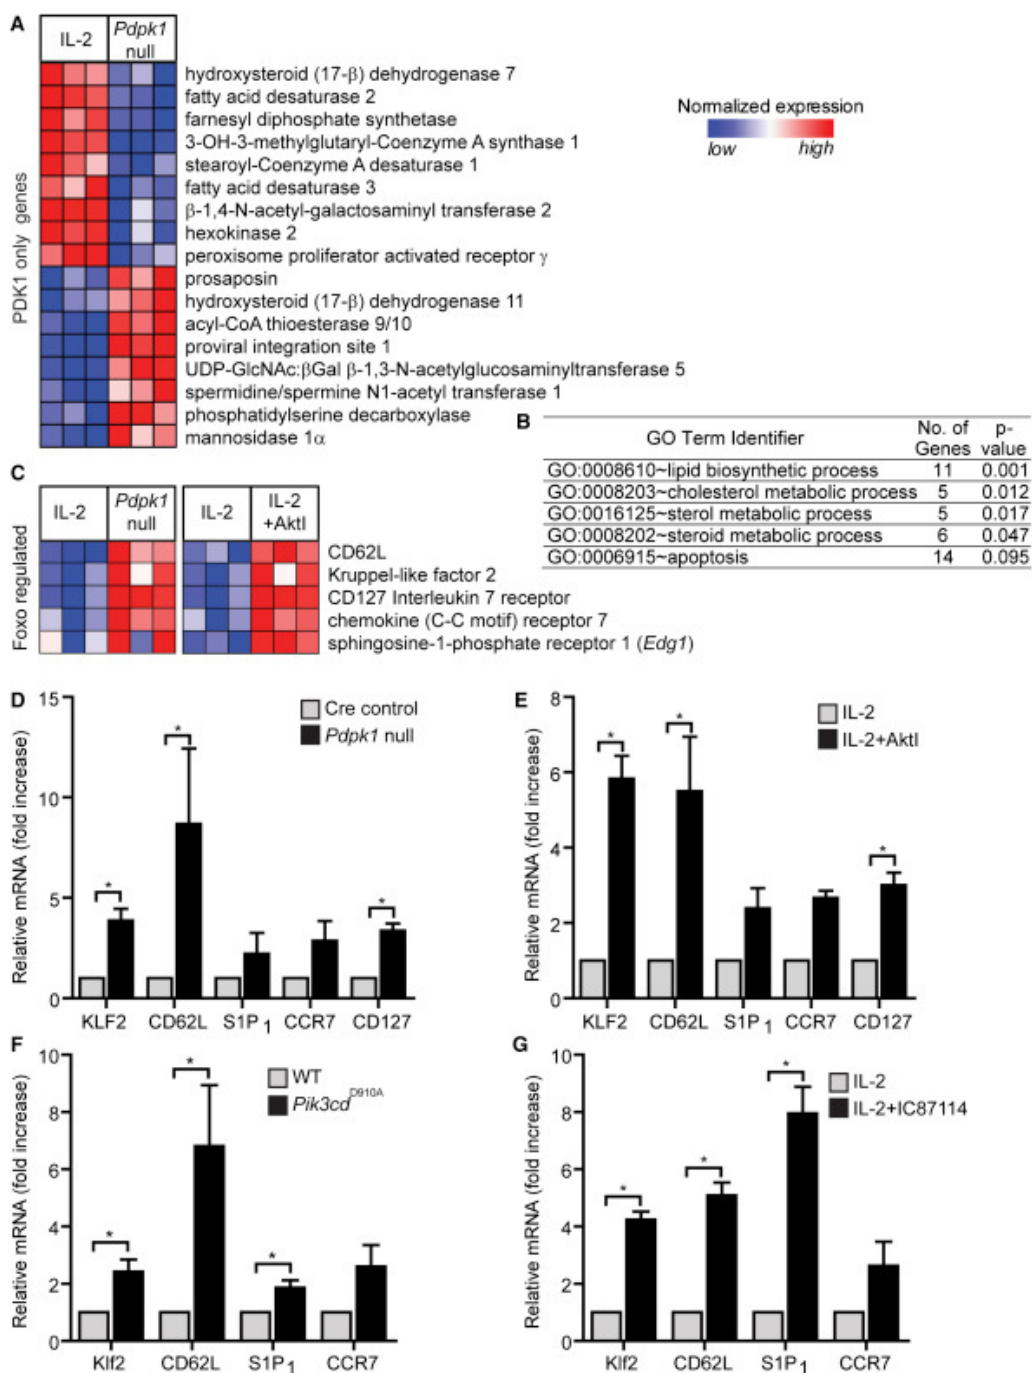 A
IL-2
Pdpk1 null
PDK1 only genes
hydroxysteroid (17-β) dehydrogenase 7
fatty acid desaturase 2
farnesyl diphosphate synthetase
3-OH-3-methylglutaryl-Coenzyme A synthase 1
stearoyl-Coenzyme A desaturase 1
fatty acid desaturase 3
β-1,4-N-acetyl-galactosaminyl transferase 2
hexokinase 2
peroxisome proliferator activated receptor γ
prosaposin
hydroxysteroid (17-β) dehydrogenase 11
acyl-CoA thioesterase 9/10
proviral integration site 1
UDP-GlcNAc:βGal β-1,3-N-acetylglucosaminyltransferase 5
spermidine/spermine N1-acetyl transferase 1
phosphatidylserine decarboxylase
mannosidase 1α
Normalized expression
low high
B
GO Term Identifier No. of Genes p-value
GO:0008610~lipid biosynthetic process 11 0.001
GO:0008203~cholesterol metabolic process 5 0.012
GO:0016125~sterol metabolic process 5 0.017
GO:0008202~steroid metabolic process 6 0.047
GO:0006915~apoptosis 14 0.095
C
IL-2
Pdpk1 null
IL-2
IL-2 +AktI
Foxo regulated
CD62L
Kruppel-like factor 2
CD127 Interleukin 7 receptor
chemokine (C-C motif) receptor 7
sphingosine-1-phosphate receptor 1 (Edg1)
D
Relative mRNA (fold increase)
15
10
5
0
Cre control
Pdpk1 null
*
*
*
KLF2 CD62L S1P1 CCR7 CD127
E
Relative mRNA (fold increase)
8
6
4
2
0
IL-2
IL-2+AktI
*
*
*
KLF2 CD62L S1P1 CCR7 CD127
F
Relative mRNA (fold increase)
10
8
6
4
2
0
WT
Pik3cd D910A
*
*
*
Klf2 CD62L S1P1 CCR7
G
Relative mRNA (fold increase)
10
8
6
4
2
0
IL-2
IL-2+IC87114
*
*
*
Klf2 CD62L S1P1 CCR7